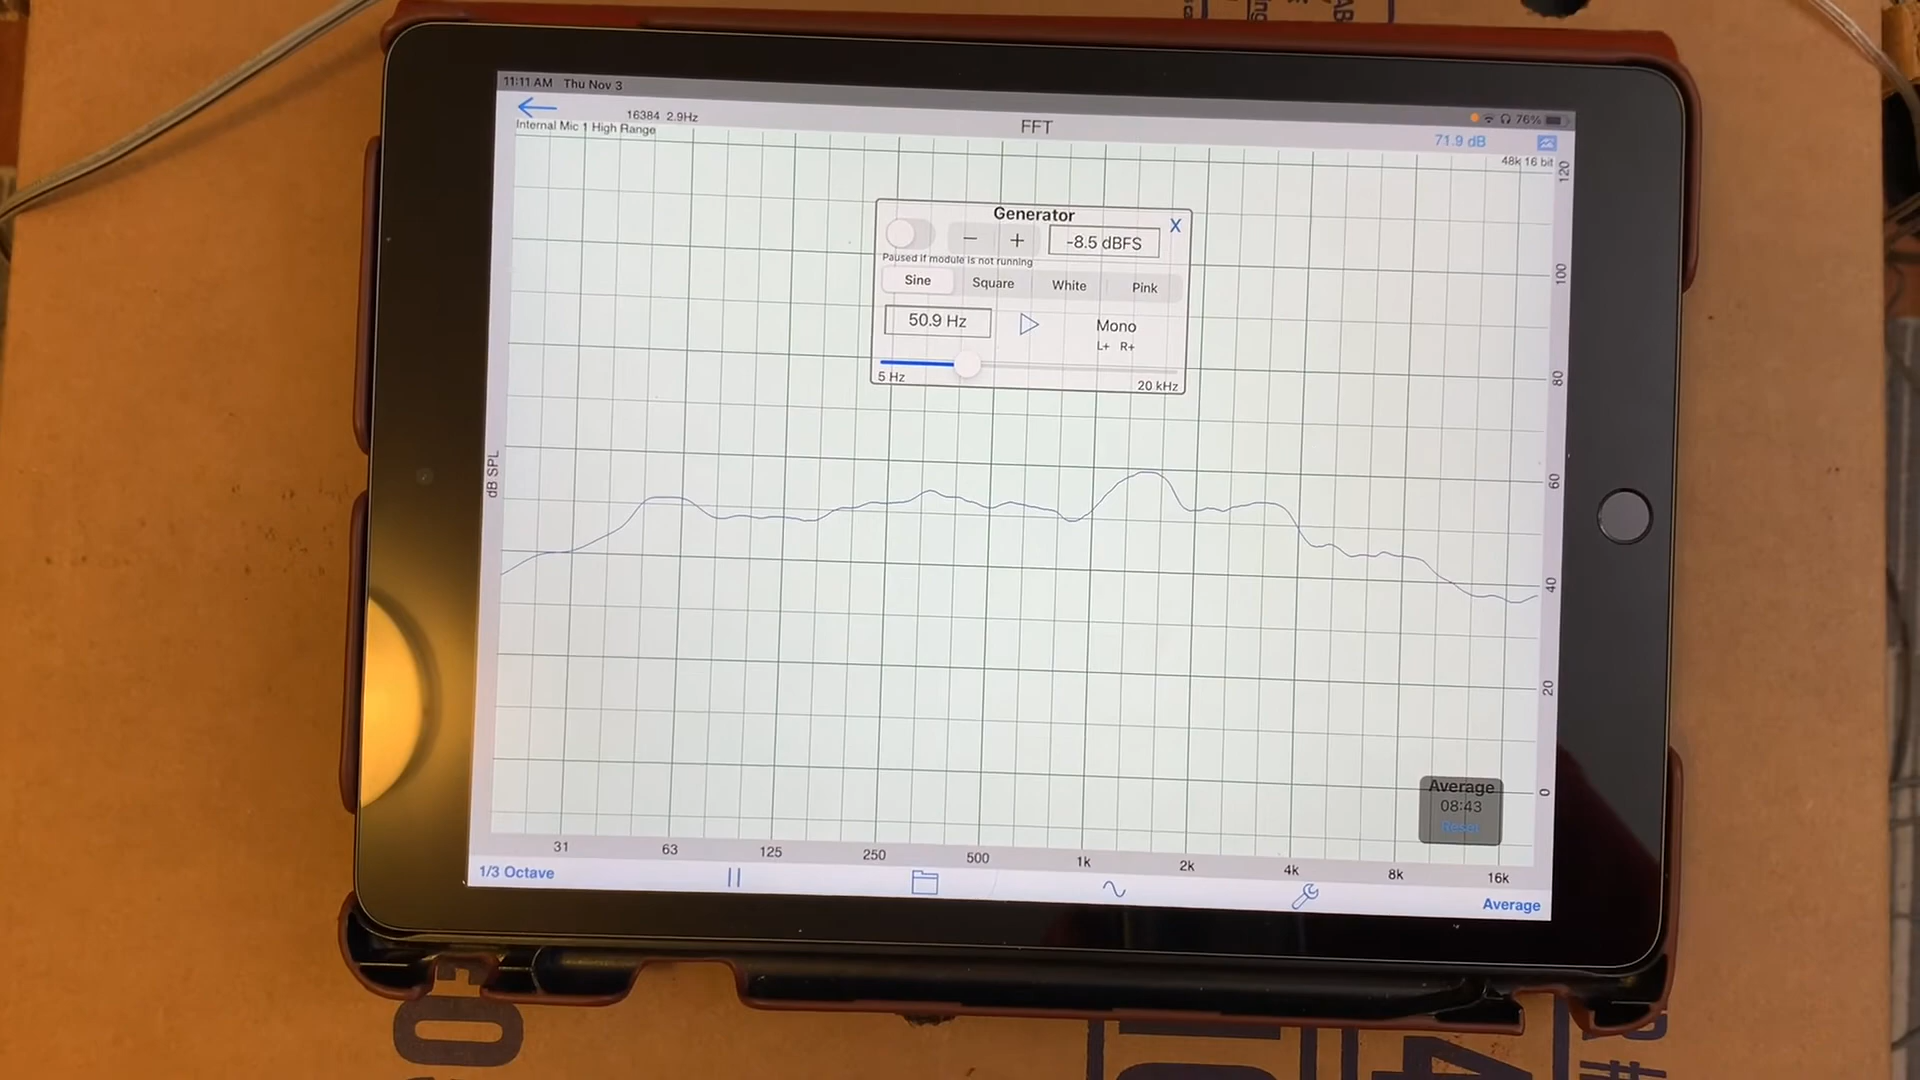 11:11 AM Thu Nov 3
76%
16384 2.9Hz
FFT
71.9 dB
Internal Mic 1 High Range
48k 16 bit
Generator
X
− + -8.5 dBFS
Paused if module is not running
Sine Square White Pink
50.9 Hz
Mono
L+ R+
5 Hz 20 kHz
dB SPL
120
100
80
60
40
20
0
Average
08:43
Reset
31 63 125 250 500 1k 2k 4k 8k 16k
1/3 Octave
Average